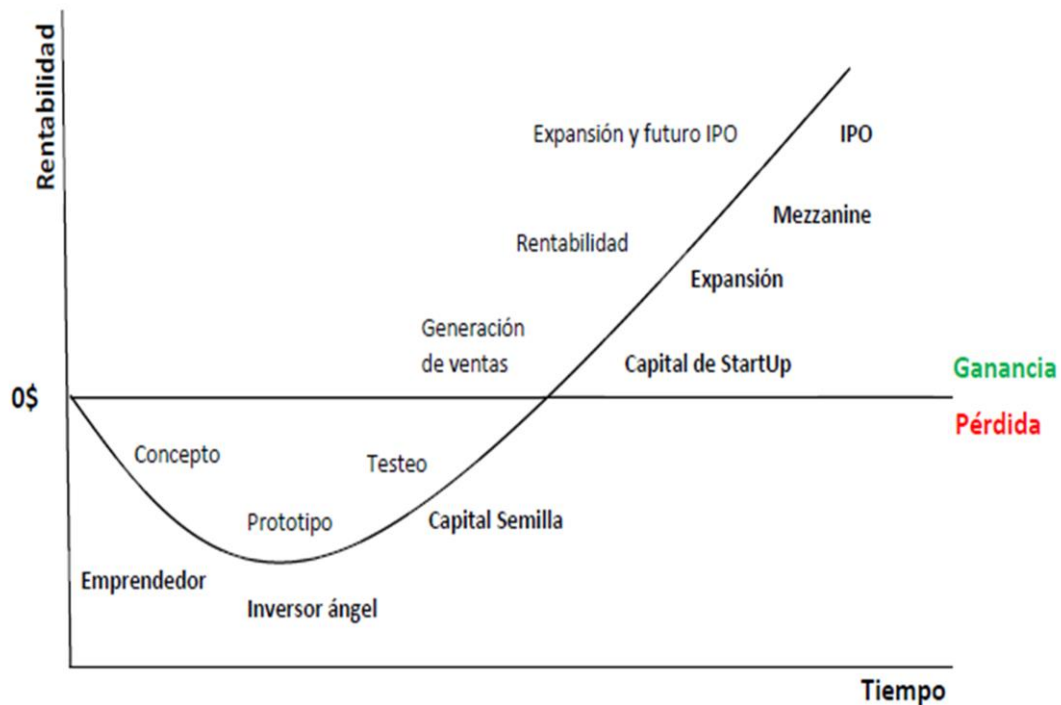 Rentabilidad
Expansión y futuro IPO
IPO
Mezzanine
Rentabilidad
Expansión
Generación
de ventas
Capital de StartUp
Ganancia
0$
Pérdida
Concepto
Testeo
Prototipo
Capital Semilla
Emprendedor
Inversor ángel
Tiempo